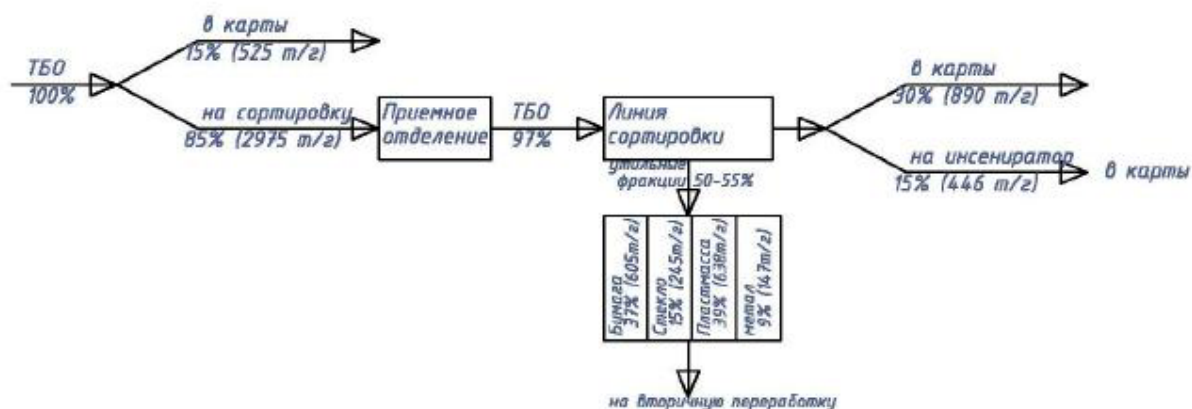 ТБО
100%
в карты
15% (525 т/г)
на сортировку
85% (2975 т/г)
Приемное
отделение
ТБО
97%
Линия
сортировки
утильные
фракции 50-55%
Бумага
37% (605т/г)
Стекло
15% (245т/г)
Пластмасса
39% (638т/г)
метал
9% (147т/г)
на вторичную переработку
в карты
30% (890 т/г)
на инсениратор
15% (446 т/г)
в карты